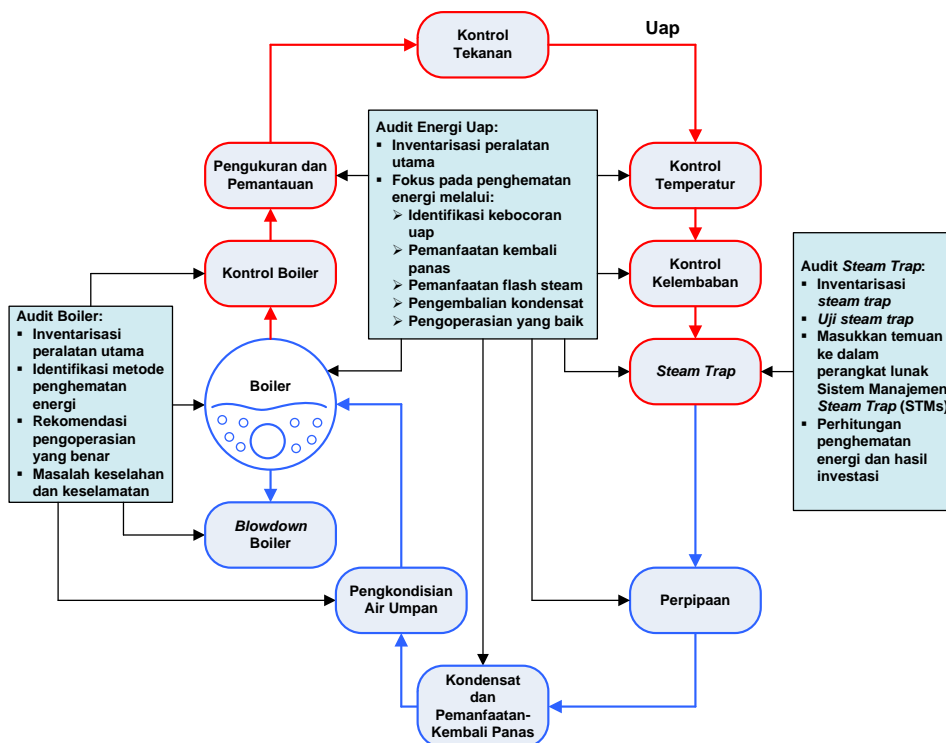 Kontrol
Tekanan
Uap
Audit Energi Uap:
▪ Inventarisasi peralatan
utama
▪ Fokus pada penghematan
energi melalui:
➢ Identifikasi kebocoran
uap
➢ Pemanfaatan kembali
panas
➢ Pemanfaatan flash steam
➢ Pengembalian kondensat
➢ Pengoperasian yang baik
Pengukuran dan
Pemantauan
Kontrol
Temperatur
Kontrol Boiler
Kontrol
Kelembaban
Audit Steam Trap:
▪ Inventarisasi
steam trap
▪ Uji steam trap
▪ Masukkan temuan
ke dalam
perangkat lunak
Sistem Manajemen
Steam Trap (STMs)
▪ Perhitungan
penghematan
energi dan hasil
investasi
Audit Boiler:
▪ Inventarisasi
peralatan utama
▪ Identifikasi metode
penghematan
energi
▪ Rekomendasi
pengoperasian
yang benar
▪ Masalah keselahan
dan keselamatan
Boiler
Steam Trap
Blowdown
Boiler
Pengkondisian
Air Umpan
Perpipaan
Kondensat
dan
Pemanfaatan-
Kembali Panas